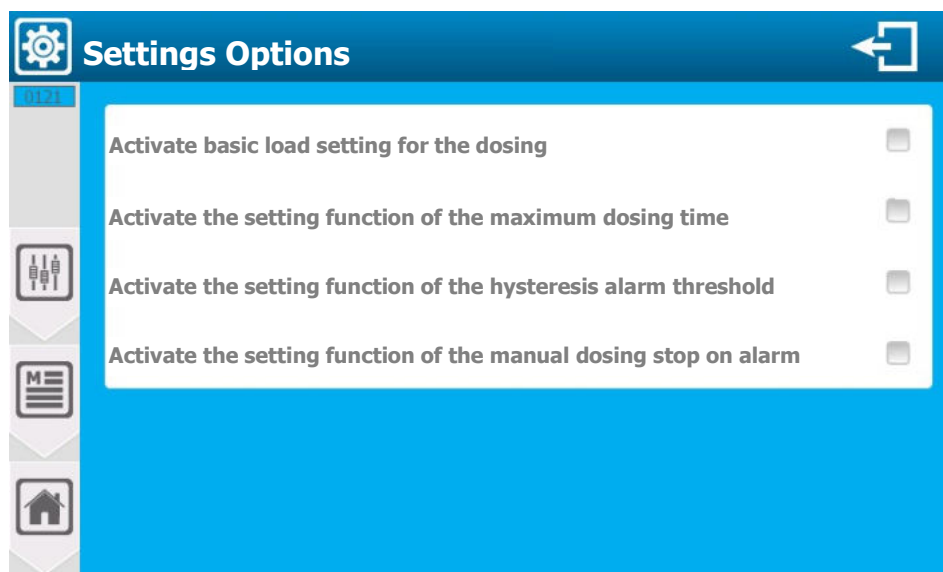 Settings Options
0121
Activate basic load setting for the dosing
Activate the setting function of the maximum dosing time
Activate the setting function of the hysteresis alarm threshold
Activate the setting function of the manual dosing stop on alarm
M